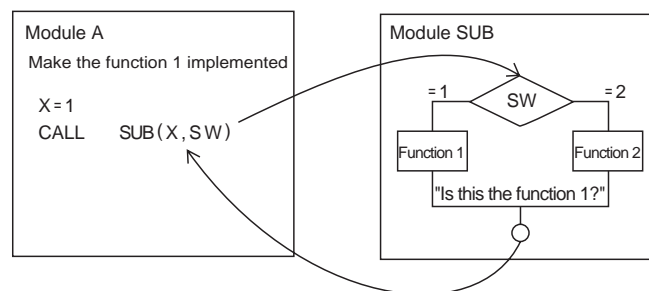 Module A
Make the function 1 implemented
X=1
CALL SUB(X,SW)
Module SUB
=1
SW
=2
Function 1
Function 2
"Is this the function 1?"